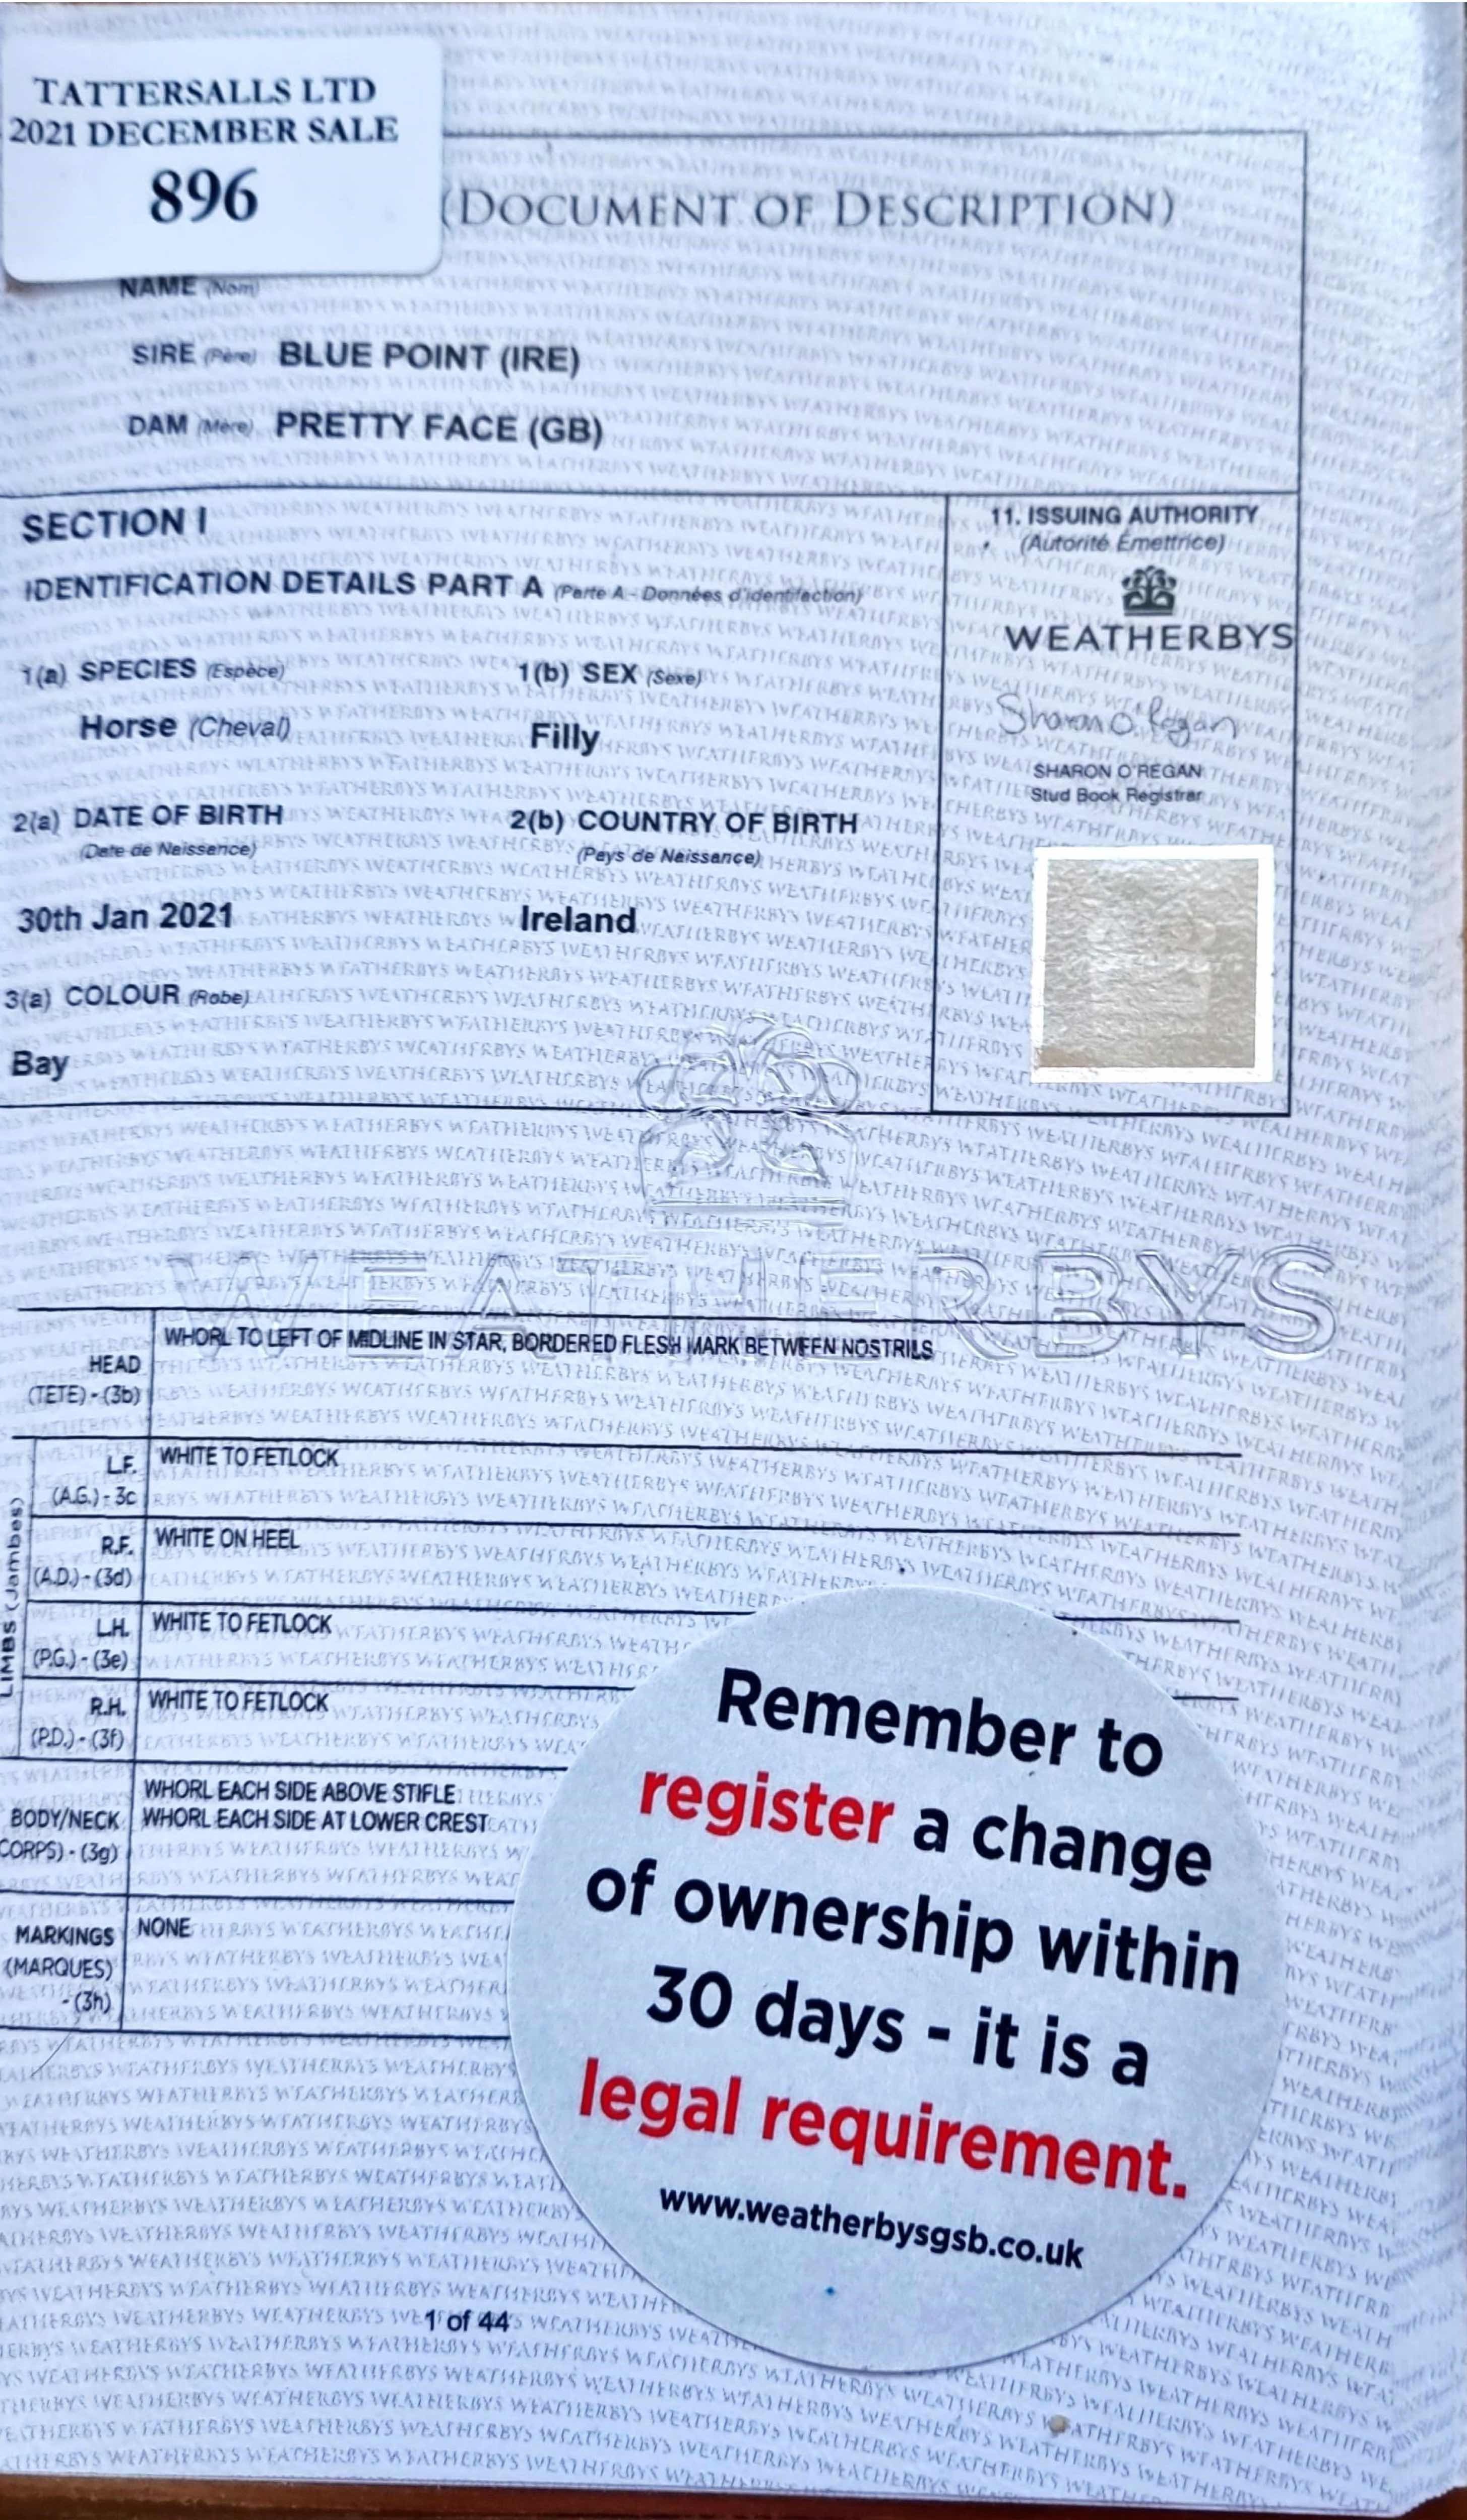 TATTERSALLS LTD
2021 DECEMBER SALE
896
(DOCUMENT OF DESCRIPTION)
NAME (Nom)
SIRE (Père) BLUE POINT (IRE)
DAM (Mère) PRETTY FACE (GB)
SECTION I
IDENTIFICATION DETAILS PART A (Parte A - Données d'identifaction)
1(a) SPECIES (Espèce)
Horse (Cheval)
1(b) SEX (Sexe)
Filly
2(a) DATE OF BIRTH
(Date de Naissance)
30th Jan 2021
2(b) COUNTRY OF BIRTH
(Pays de Naissance)
Ireland
3(a) COLOUR (Robe)
Bay
11. ISSUING AUTHORITY
(Autorité Émettrice)
WEATHERBYS
Sharon O'Regan
SHARON O'REGAN
Stud Book Registrar
WEATHERBYS
HEAD
(TETE) - (3b)
WHORL TO LEFT OF MIDLINE IN STAR, BORDERED FLESH MARK BETWEEN NOSTRILS
LIMBS (Jambes)
L.F.
(A.G.) - 3c
WHITE TO FETLOCK
R.F.
(A.D.) - (3d)
WHITE ON HEEL
L.H.
(P.G.) - (3e)
WHITE TO FETLOCK
R.H.
(P.D.) - (3f)
WHITE TO FETLOCK
BODY/NECK
CORPS) - (3g)
WHORL EACH SIDE ABOVE STIFLE
WHORL EACH SIDE AT LOWER CREST
MARKINGS
(MARQUES)
- (3h)
NONE
Remember to
register a change
of ownership within
30 days - it is a
legal requirement.
www.weatherbysgsb.co.uk
1 of 44